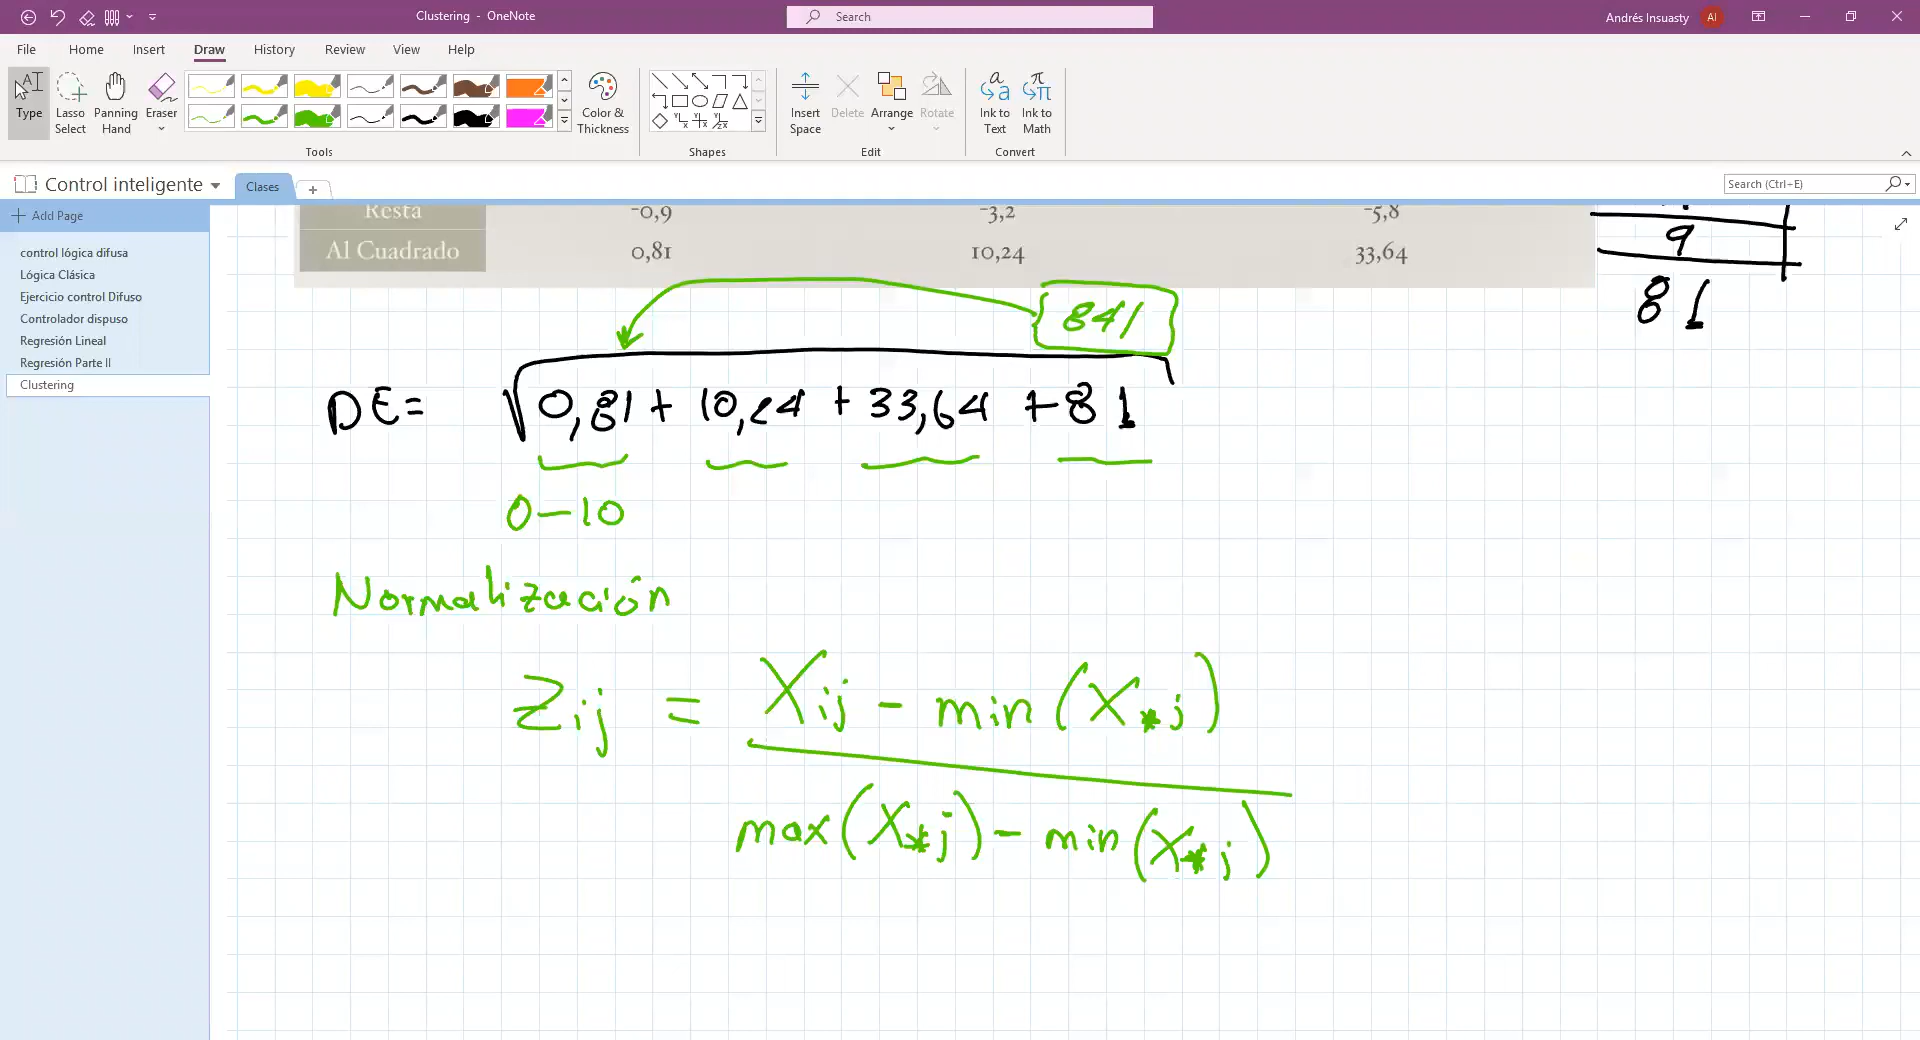 Clustering - OneNote
Search
Andrés Insuasty
AI
File Home Insert Draw History Review View Help
Type
Lasso Select
Panning Hand
Eraser
Color & Thickness
Insert Space
Delete
Arrange
Rotate
Ink to Text
Ink to Math
Tools
Shapes
Edit
Convert
Control inteligente
Clases
Search (Ctrl+E)
Add Page
control lógica difusa
Lógica Clásica
Ejercicio control Difuso
Controlador dispuso
Regresión Lineal
Regresión Parte II
Clustering
Resta -0,9 -3,2 -5,8
Al Cuadrado 0,81 10,24 33,64
9
81
841
DE= √0,81 + 10,24 + 33,64 + 81
0-10
Normalización
Zij = Xij - min(X*j)
max(X*j) - min(X*j)